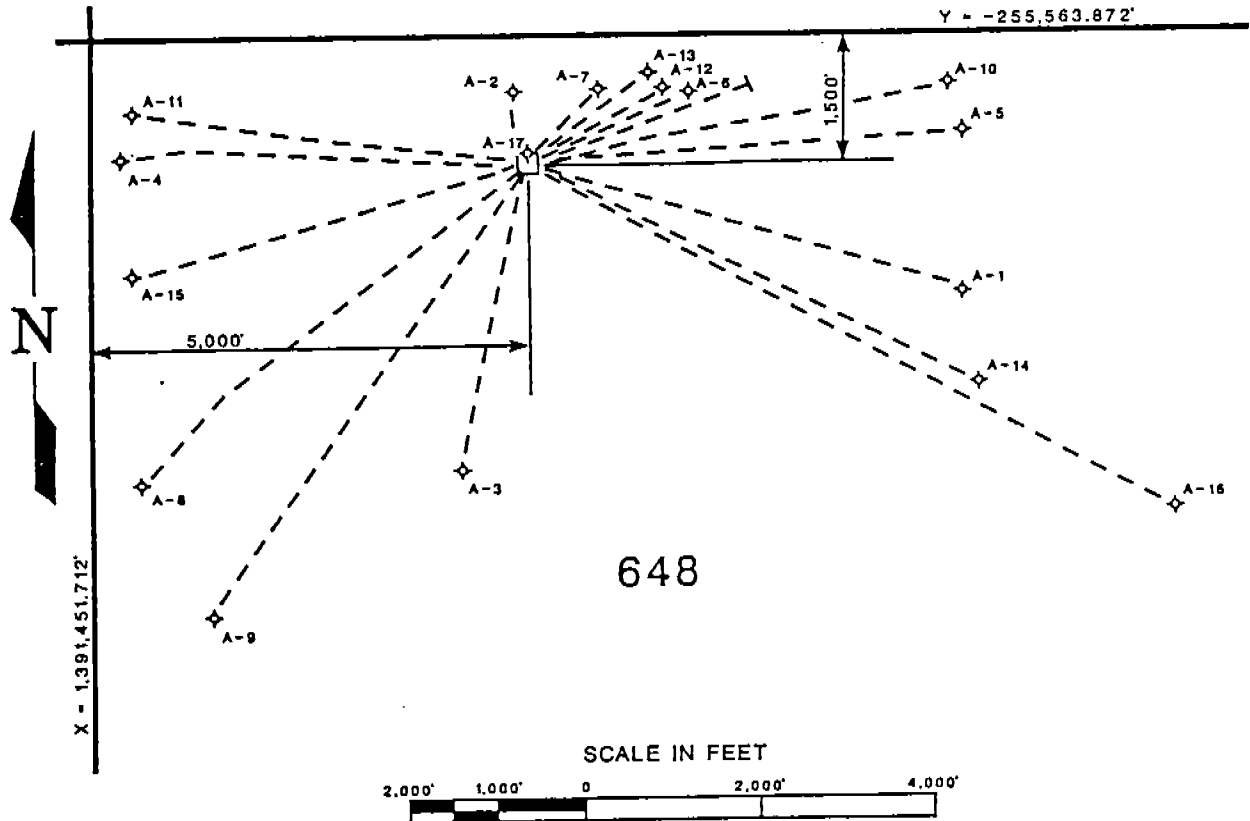 Y = -255,563.872'
A-13
A-12
A-2
A-7
A-6
A-10
A-11
1,500'
A-5
A-17
A-4
A-15
A-1
N
5,000'
A-14
A-8
A-3
A-16
648
A-9
X = 1,391,451.712'
SCALE IN FEET
2,000' 1,000' 0 2,000' 4,000'